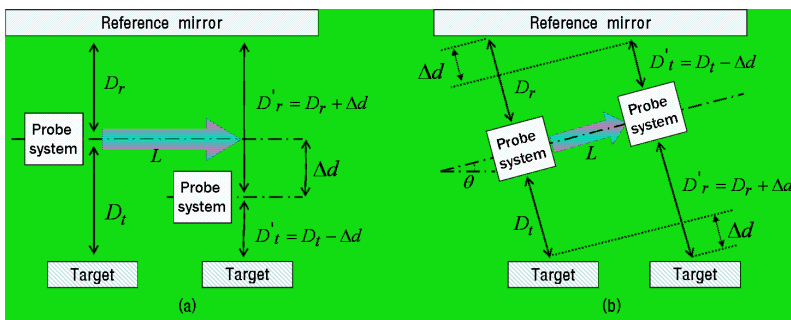 Reference mirror
D_r
D'_r = D_r + Δd
Probe
system
L
Probe
system
Δd
D_t
D'_t = D_t − Δd
Target
Target
(a)
Reference mirror
Δd
D_r
D'_t = D_t − Δd
Probe
system
Probe
system
L
θ
D'_r = D_r + Δd
D_t
Δd
Target
Target
(b)